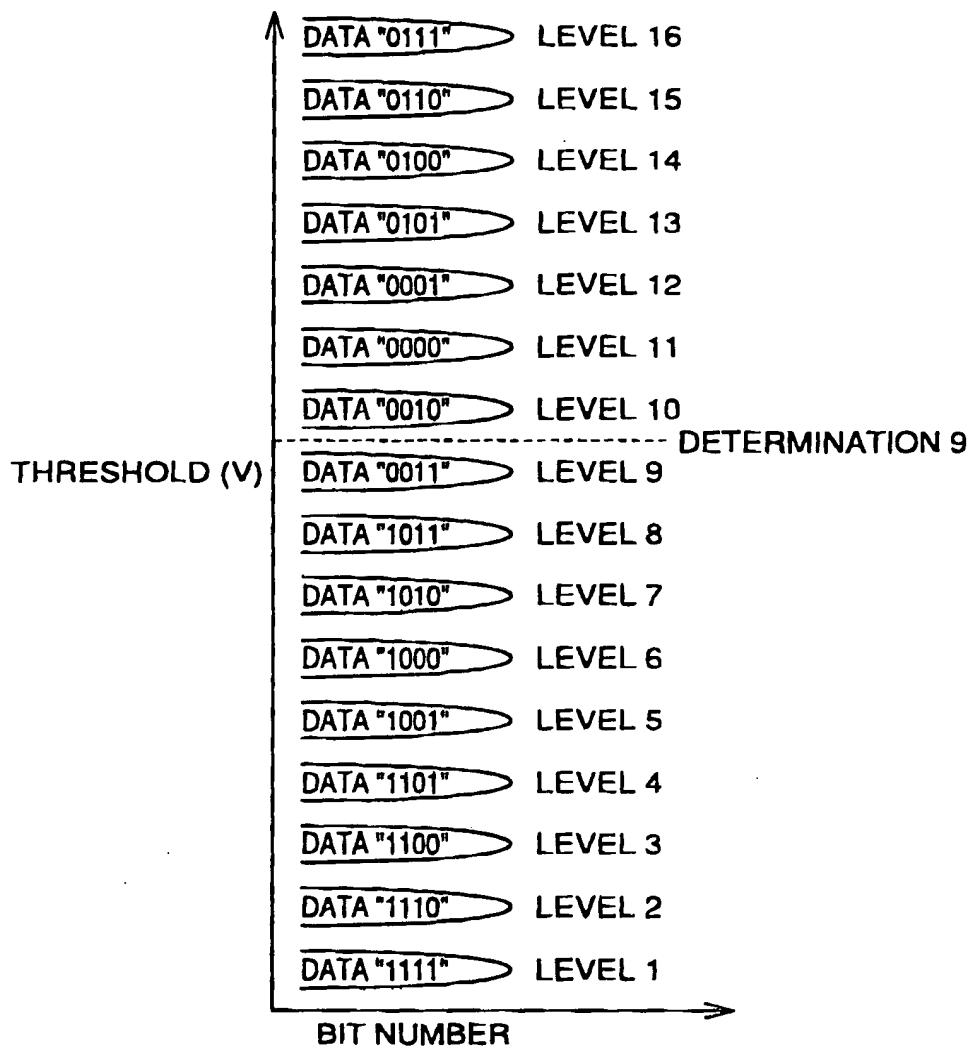 DATA "0111" LEVEL 16
DATA "0110" LEVEL 15
DATA "0100" LEVEL 14
DATA "0101" LEVEL 13
DATA "0001" LEVEL 12
DATA "0000" LEVEL 11
DATA "0010" LEVEL 10
DETERMINATION 9
THRESHOLD (V) DATA "0011" LEVEL 9
DATA "1011" LEVEL 8
DATA "1010" LEVEL 7
DATA "1000" LEVEL 6
DATA "1001" LEVEL 5
DATA "1101" LEVEL 4
DATA "1100" LEVEL 3
DATA "1110" LEVEL 2
DATA "1111" LEVEL 1
BIT NUMBER